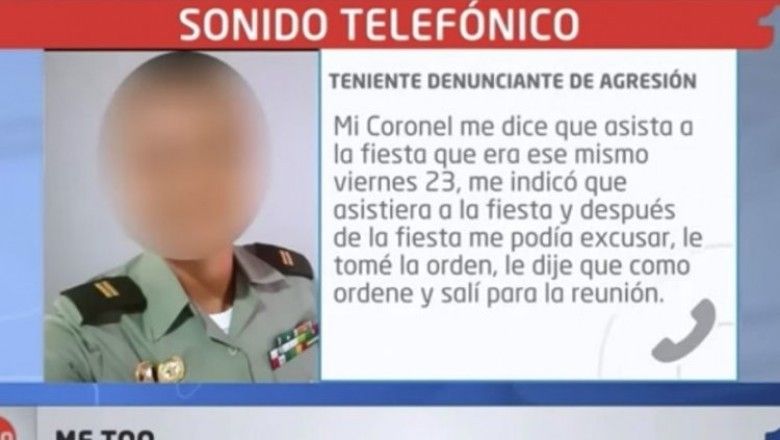 SONIDO TELEFÓNICO
TENIENTE DENUNCIANTE DE AGRESIÓN
Mi Coronel me dice que asista a
la fiesta que era ese mismo
viernes 23, me indicó que
asistiera a la fiesta y después
de la fiesta me podía excusar, le
tomé la orden, le dije que como
ordene y salí para la reunión.
ME TOO